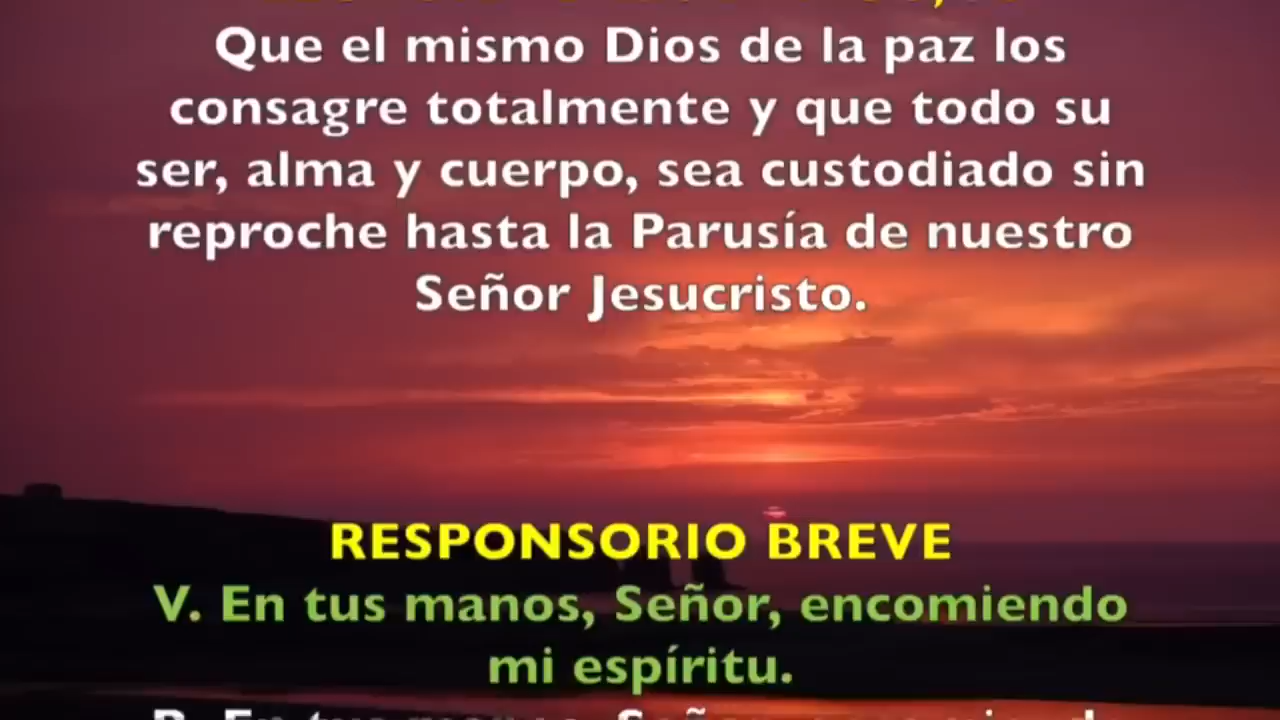 Que el mismo Dios de la paz los
consagre totalmente y que todo su
ser, alma y cuerpo, sea custodiado sin
reproche hasta la Parusía de nuestro
Señor Jesucristo.
RESPONSORIO BREVE
V. En tus manos, Señor, encomiendo
mi espíritu.